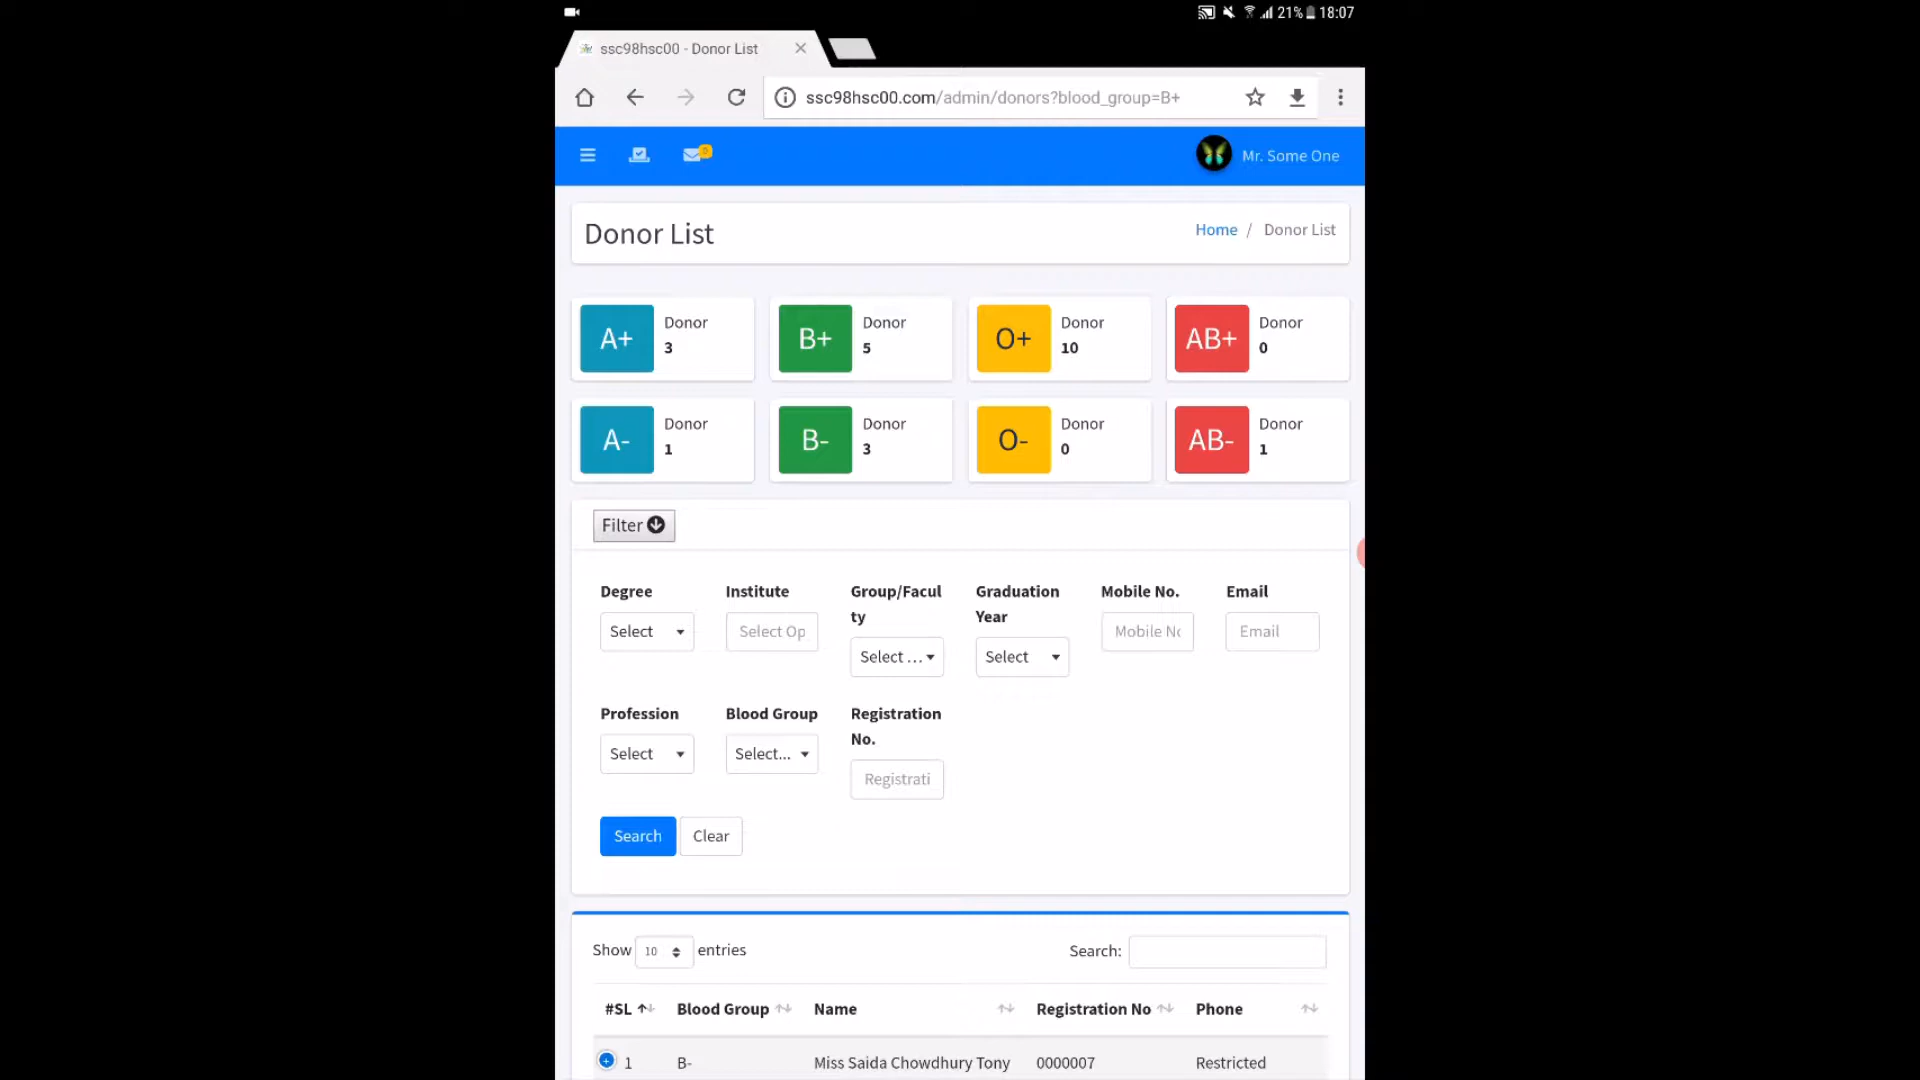 21% 18:07
ssc98hsc00 - Donor List
ssc98hsc00.com/admin/donors?blood_group=B+
Mr. Some One
Donor List
Home / Donor List
A+ Donor 3
B+ Donor 5
O+ Donor 10
AB+ Donor 0
A- Donor 1
B- Donor 3
O- Donor 0
AB- Donor 1
Filter
Degree
Select
Institute
Select Op
Group/Facul
ty
Select ...
Graduation
Year
Select
Mobile No.
Mobile No
Email
Email
Profession
Select
Blood Group
Select...
Registration
No.
Registrati
Search Clear
Show 10 entries
Search:
#SL Blood Group Name Registration No Phone
1 B- Miss Saida Chowdhury Tony 0000007 Restricted